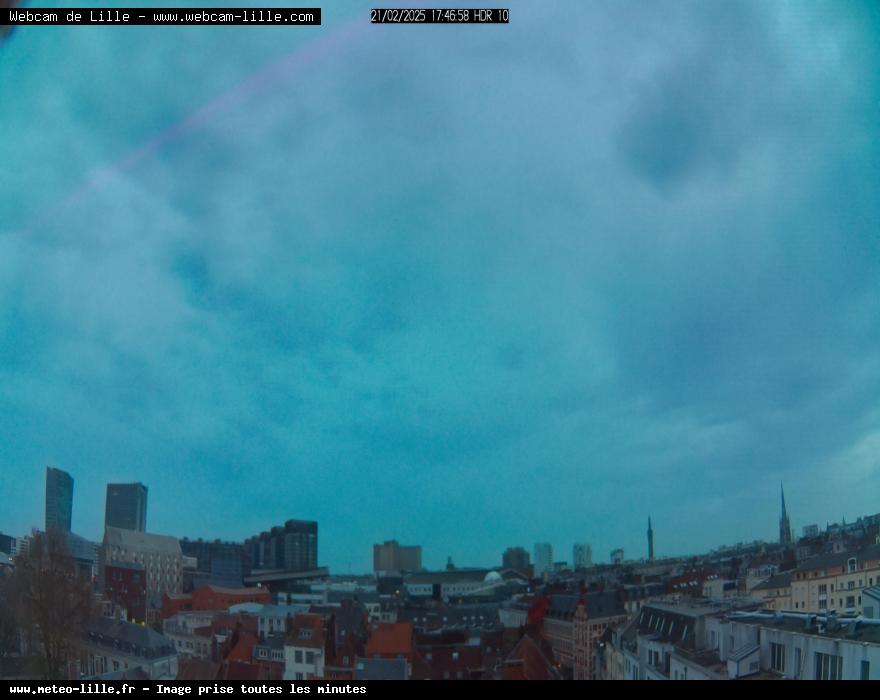 Webcam de Lille - www.webcam-lille.com
21/02/2025 17:46:58 HDR 10
www.meteo-lille.fr - Image prise toutes les minutes